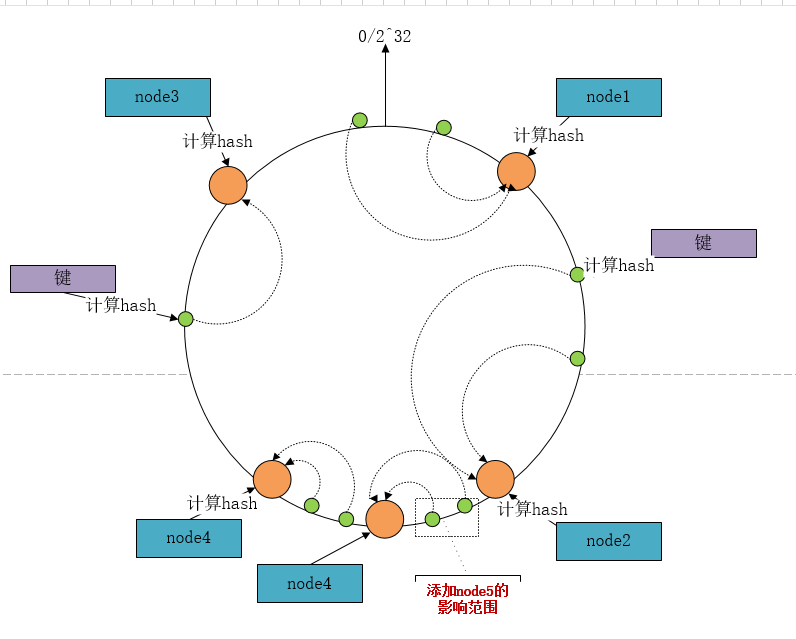 0/2^32
node3
node1
计算hash
计算hash
键
计算hash
键
计算hash
计算hash
计算hash
node4
node2
node4
添加node5的
影响范围